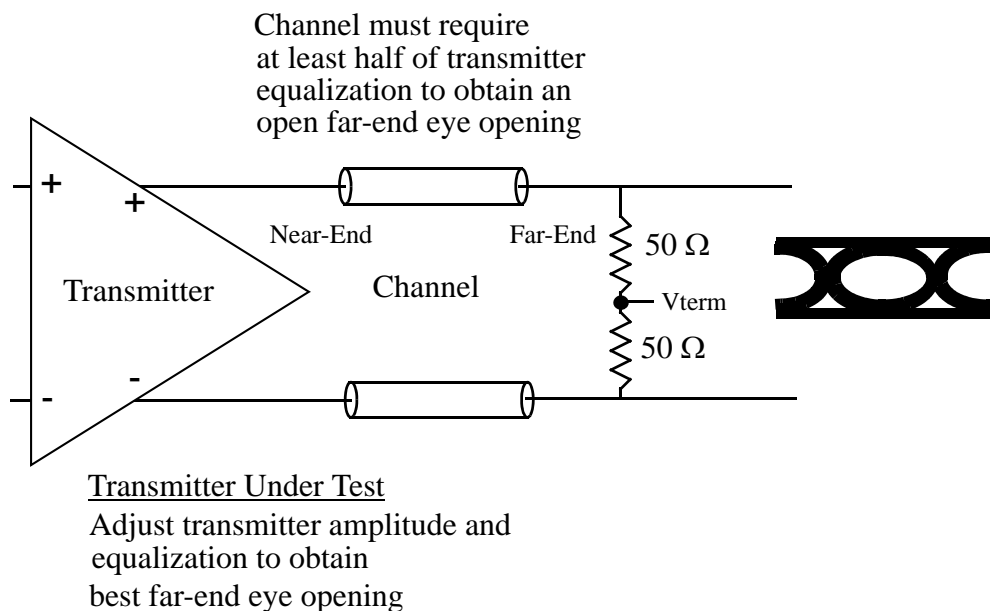 Channel must require
at least half of transmitter
equalization to obtain an
open far-end eye opening
+
+
Near-End
Far-End
50 Ω
Transmitter
Channel
Vterm
50 Ω
-
-
Transmitter Under Test
Adjust transmitter amplitude and
equalization to obtain
best far-end eye opening